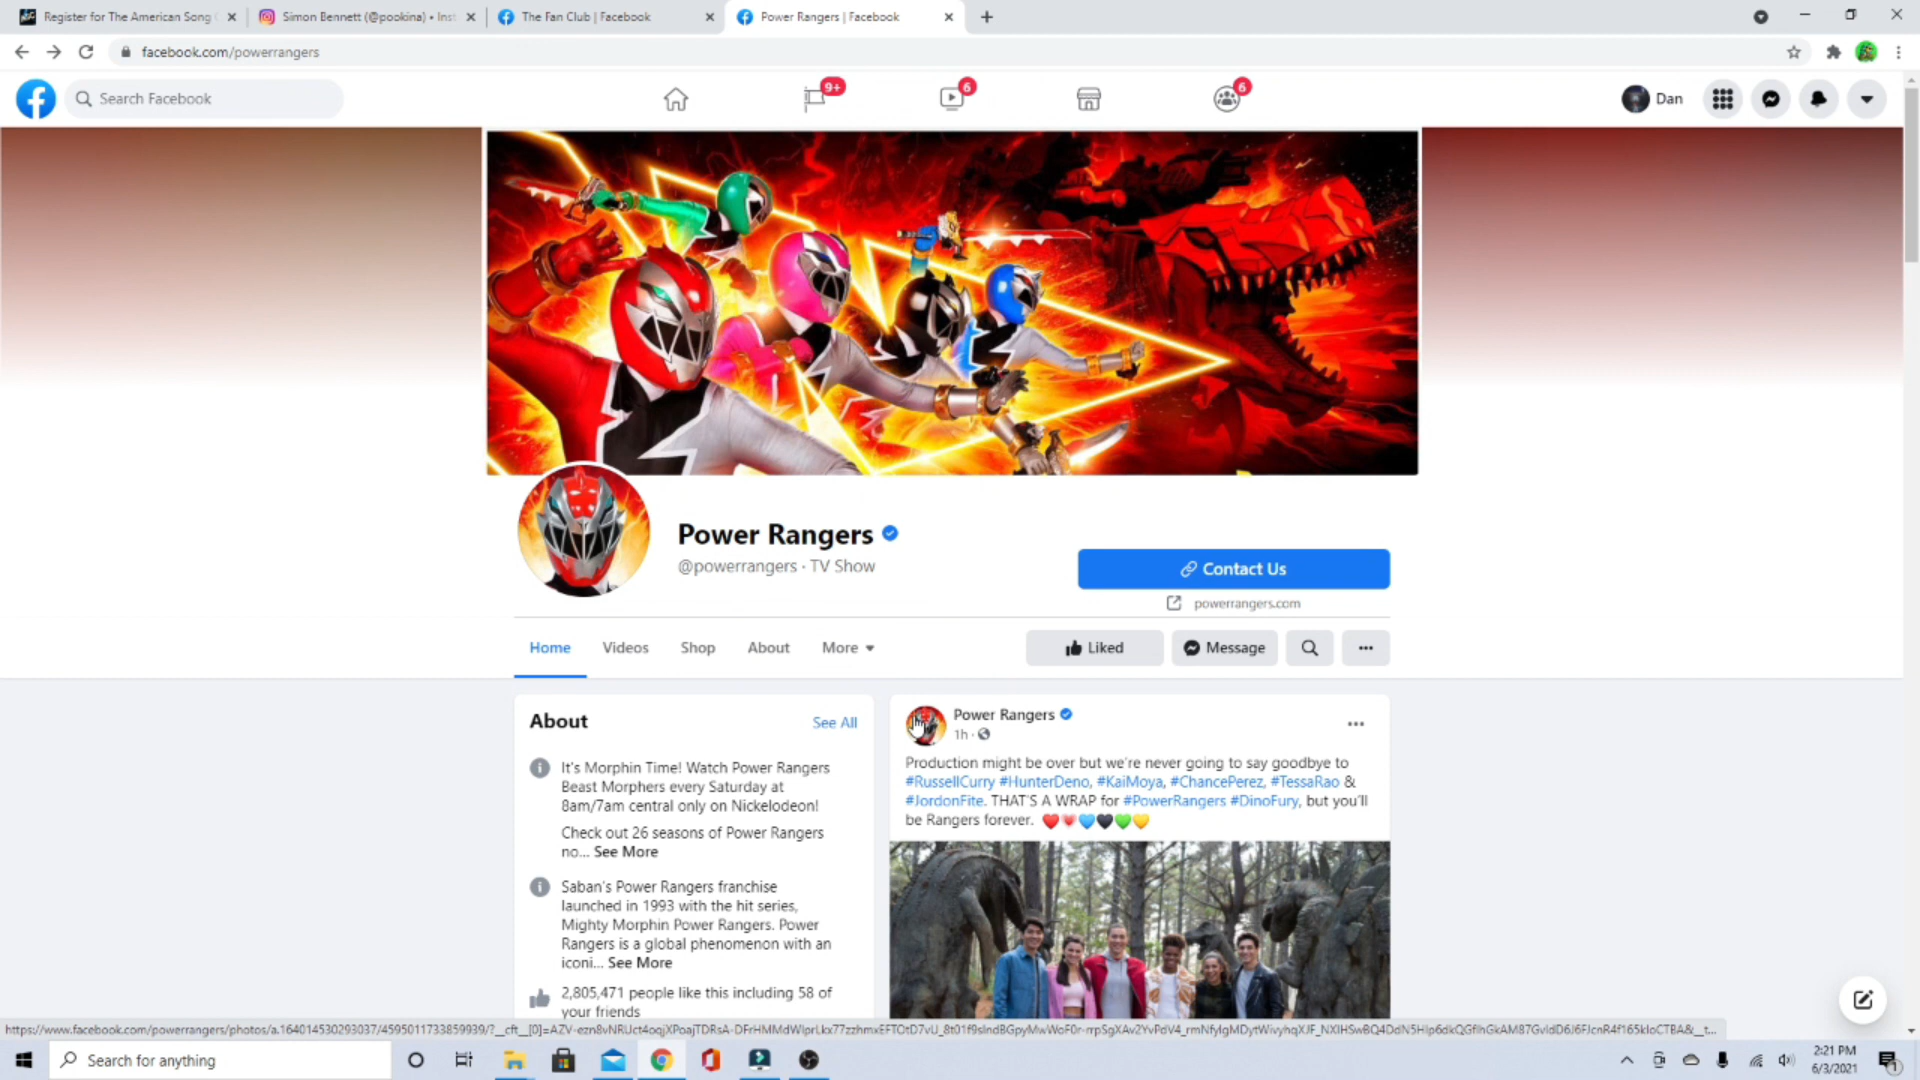 Register for The American Song
Simon Bennett (@pookina) • Inst
The Fan Club | Facebook
Power Rangers | Facebook
facebook.com/powerrangers
Search Facebook
9+
6
6
Dan
Power Rangers
@powerrangers · TV Show
Contact Us
powerrangers.com
Home
Videos
Shop
About
More
Liked
Message
About
See All
It's Morphin Time! Watch Power Rangers
Beast Morphers every Saturday at
8am/7am central only on Nickelodeon!
Check out 26 seasons of Power Rangers
no... See More
Saban's Power Rangers franchise
launched in 1993 with the hit series,
Mighty Morphin Power Rangers. Power
Rangers is a global phenomenon with an
iconi... See More
2,805,471 people like this including 58 of
your friends
Power Rangers
1h ·
Production might be over but we're never going to say goodbye to
#RussellCurry #HunterDeno, #KaiMoya, #ChancePerez, #TessaRao &
#JordonFite. THAT'S A WRAP for #PowerRangers #DinoFury, but you'll
be Rangers forever.
Search for anything
2:21 PM
6/3/2021